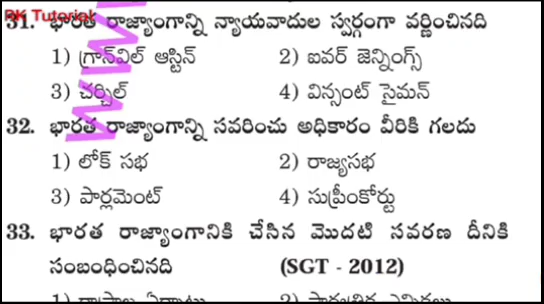 RK Tutorial
31. భారత రాజ్యాంగాన్ని న్యాయవాదుల స్వర్గంగా వర్ణించినది
1) గ్రాన్‌విల్ ఆస్టిన్ 2) ఐవర్ జెన్నింగ్స్
3) చర్చిల్ 4) విన్సంట్ సైమన్
32. భారత రాజ్యాంగాన్ని సవరించు అధికారం వీరికి గలదు
1) లోక్ సభ 2) రాజ్యసభ
3) పార్లమెంట్ 4) సుప్రీంకోర్టు
33. భారత రాజ్యాంగానికి చేసిన మొదటి సవరణ దీనికి
సంబంధించినది (SGT - 2012)